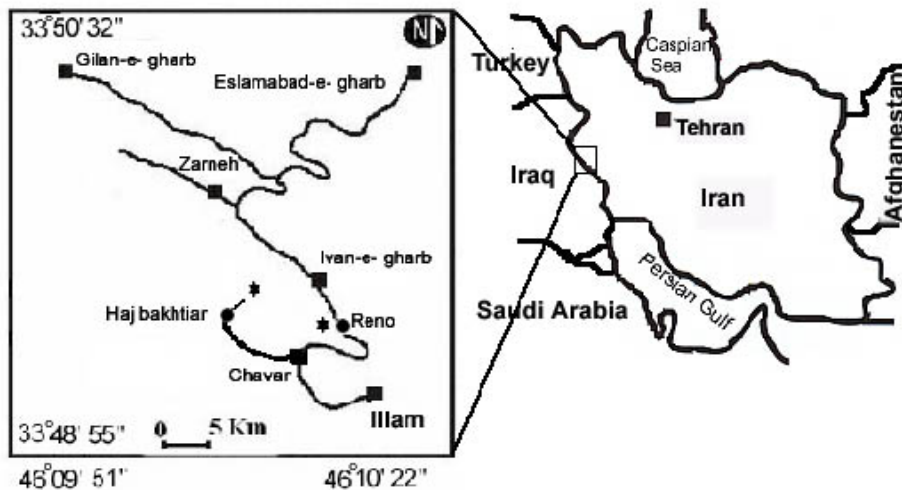 33°50'32"
N
Gilan-e- gharb
Eslamabad-e- gharb
Zarneh
Ivan-e- gharb
Haj bakhtiar
Reno
Chavar
Illam
0 5 Km
33°48'55"
46°09'51"
46°10'22"
Turkey
Caspian
Sea
Tehran
Afghanestan
Iraq
Iran
Persian Gulf
Saudi Arabia